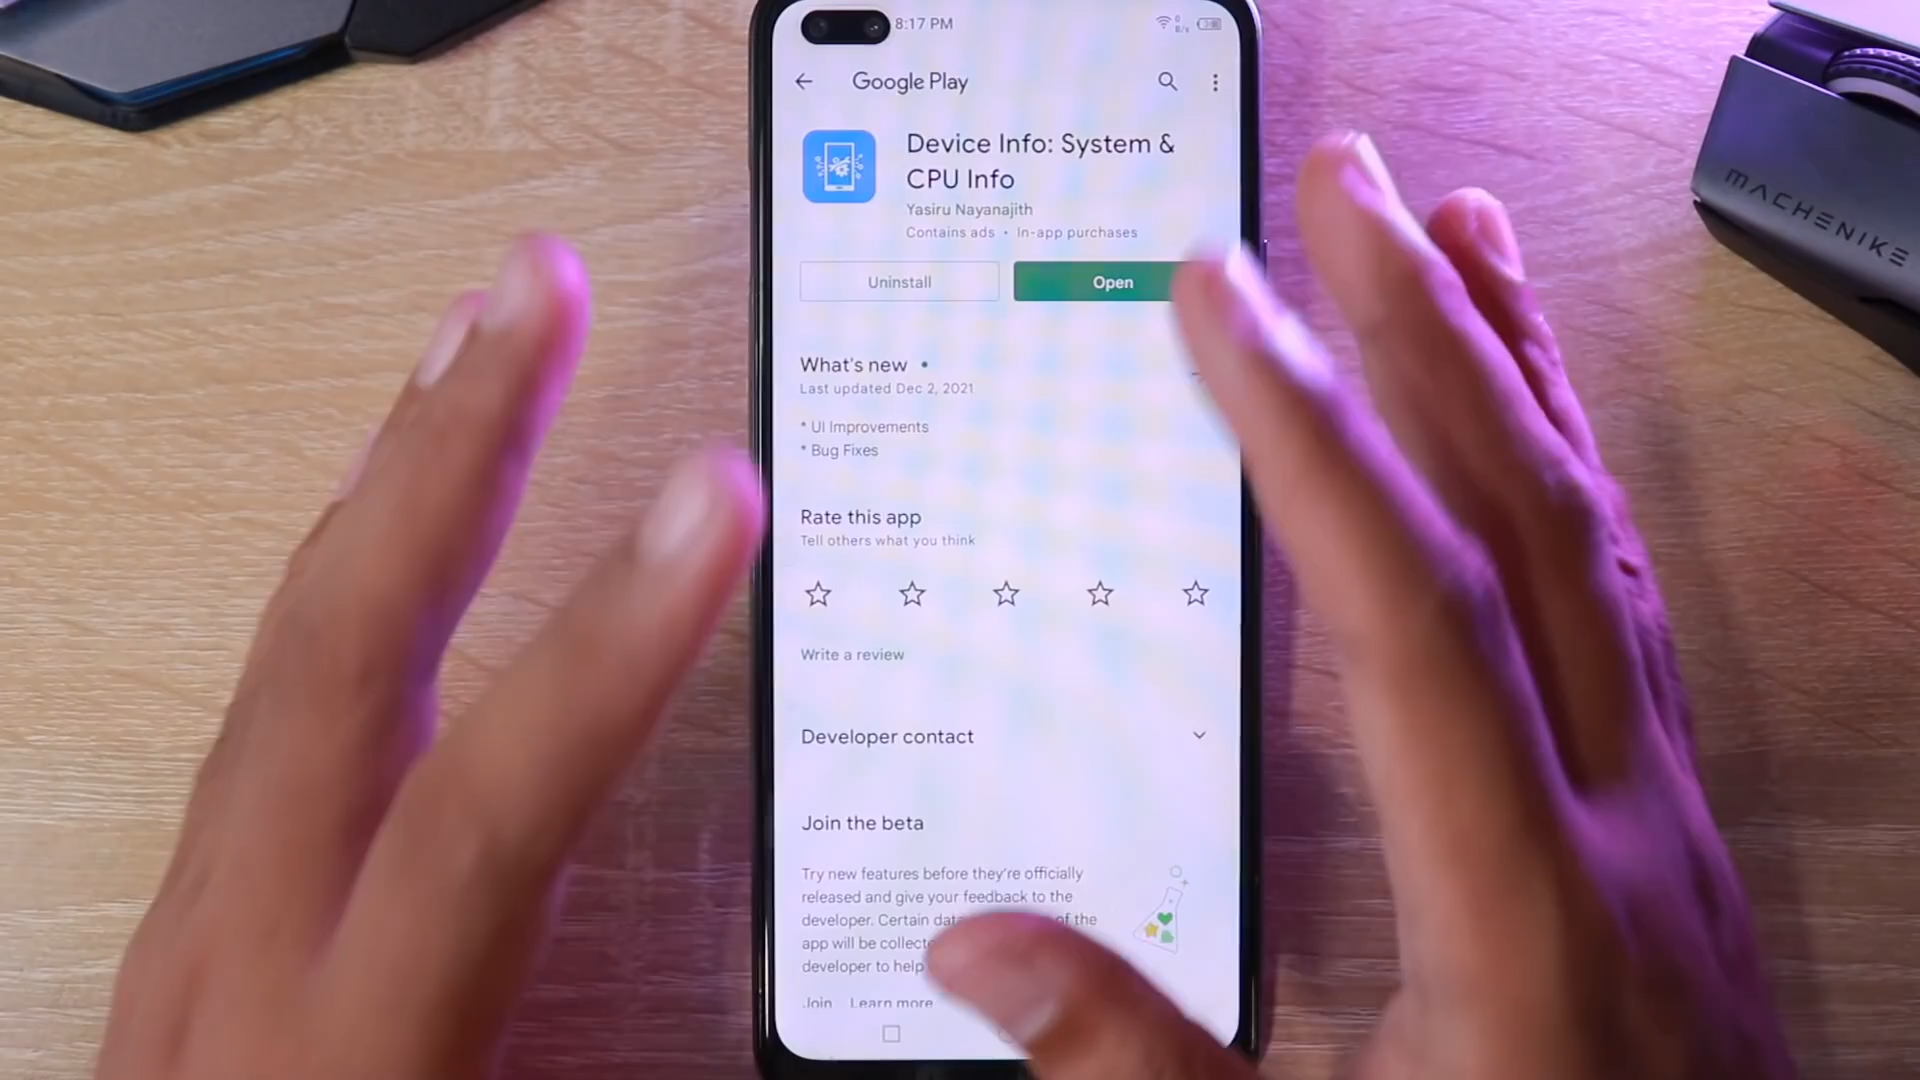 8:17 PM
Google Play
Device Info: System &
CPU Info
Yasiru Nayanajith
Contains ads • In-app purchases
Uninstall
Open
What's new •
Last updated Dec 2, 2021
* UI Improvements
* Bug Fixes
Rate this app
Tell others what you think
Write a review
Developer contact
Join the beta
Try new features before they're officially
released and give your feedback to the
developer. Certain data of the
app will be
developer to help
Join Learn more
MACHENIKE